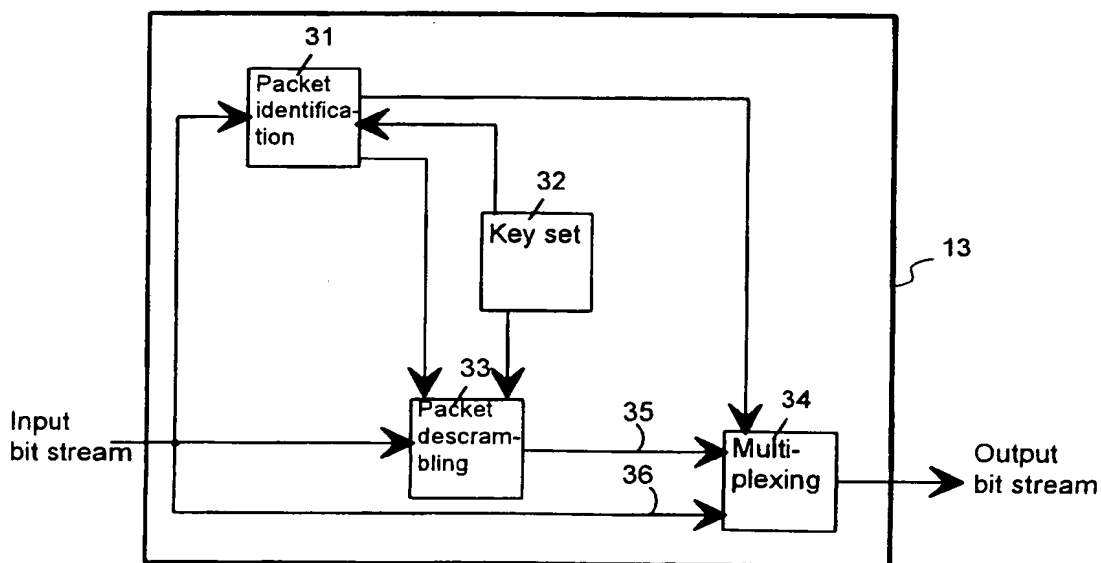 31
Packet
identifica-
tion
32
Key set
13
33
Packet
descram-
bling
35
34
Multi-
plexing
36
Input
bit stream
Output
bit stream